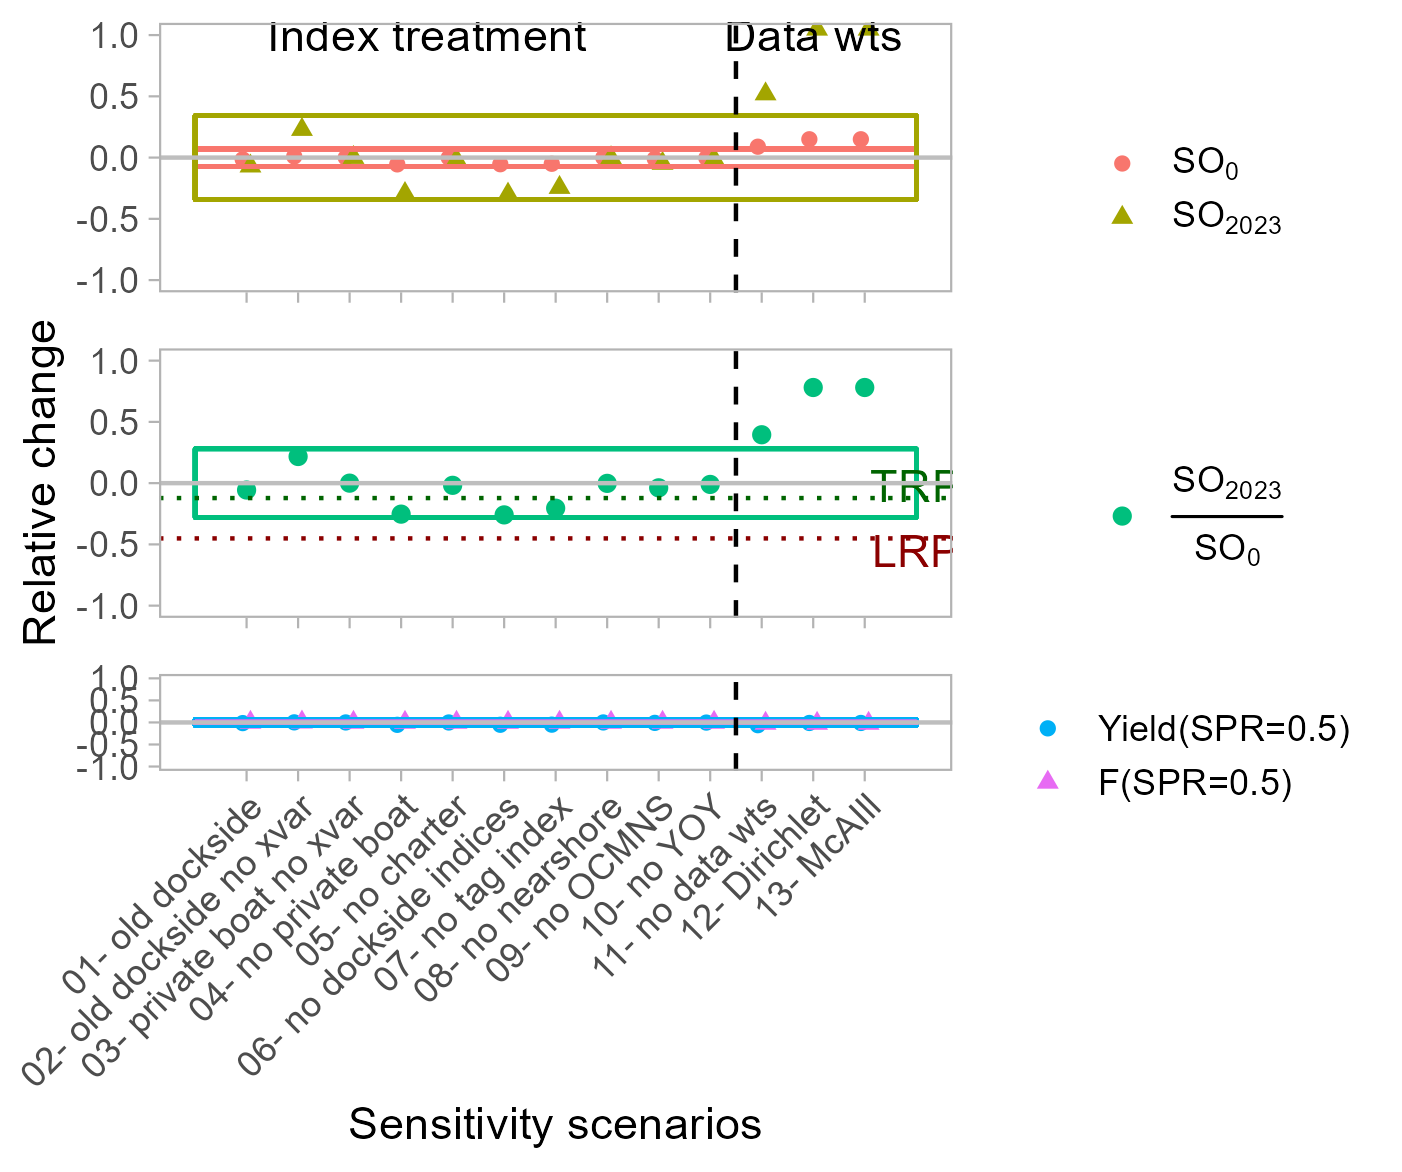 Index treatment
Data wts
1.0
0.5
0.0
-0.5
-1.0
SO0
SO2023
Relative change
1.0
0.5
0.0
-0.5
-1.0
TRP
LRP
SO2023
SO0
1.0
0.5
0.0
-0.5
-1.0
Yield(SPR=0.5)
F(SPR=0.5)
01- old dockside
02- old dockside no xvar
03- private boat no xvar
04- no private boat
05- no charter
06- no dockside indices
07- no tag index
08- no nearshore
09- no OCMNS
10- no YOY
11- no data wts
12- Dirichlet
13- McAlll
Sensitivity scenarios